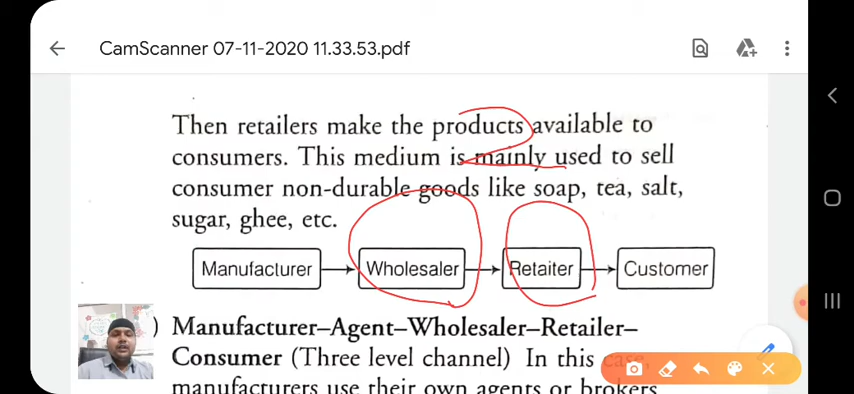 CamScanner 07-11-2020 11.33.53.pdf
Then retailers make the products available to
consumers. This medium is mainly used to sell
consumer non-durable goods like soap, tea, salt,
sugar, ghee, etc.
Manufacturer Wholesaler Retaiter Customer
) Manufacturer–Agent–Wholesaler–Retailer–
Consumer (Three level channel) In this case,
manufacturers use their own agents or brokers